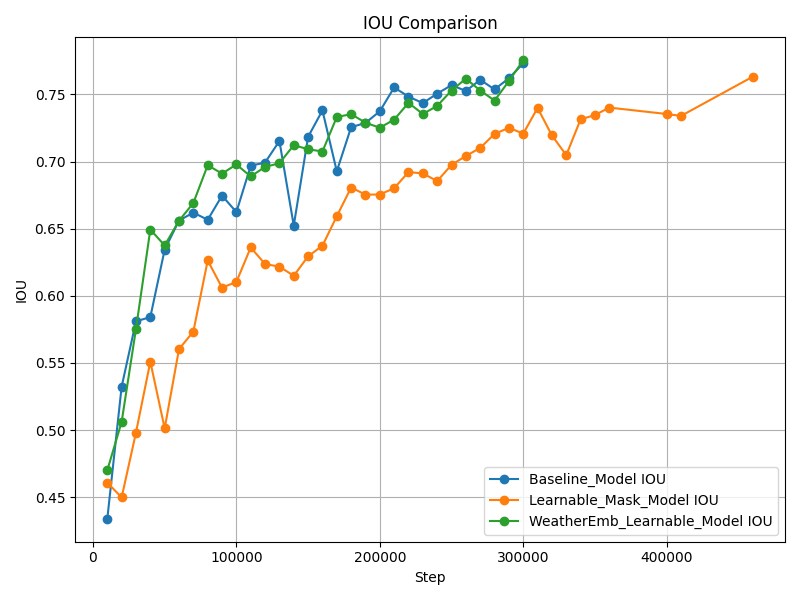 IOU Comparison
IOU
0.75
0.70
0.65
0.60
0.55
0.50
0.45
0
100000
200000
300000
400000
Step
Baseline_Model IOU
Learnable_Mask_Model IOU
WeatherEmb_Learnable_Model IOU